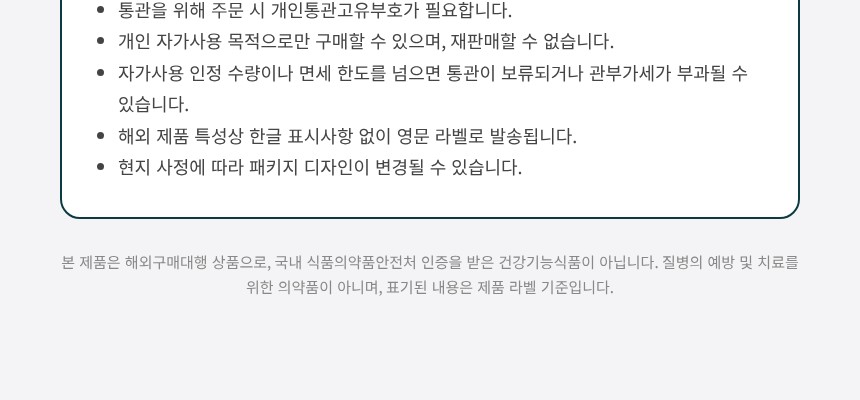 통관을 위해 주문 시 개인통관고유부호가 필요합니다.
개인 자가사용 목적으로만 구매할 수 있으며, 재판매할 수 없습니다.
자가사용 인정 수량이나 면세 한도를 넘으면 통관이 보류되거나 관부가세가 부과될 수
있습니다.
해외 제품 특성상 한글 표시사항 없이 영문 라벨로 발송됩니다.
현지 사정에 따라 패키지 디자인이 변경될 수 있습니다.
본 제품은 해외구매대행 상품으로, 국내 식품의약품안전처 인증을 받은 건강기능식품이 아닙니다. 질병의 예방 및 치료를
위한 의약품이 아니며, 표기된 내용은 제품 라벨 기준입니다.